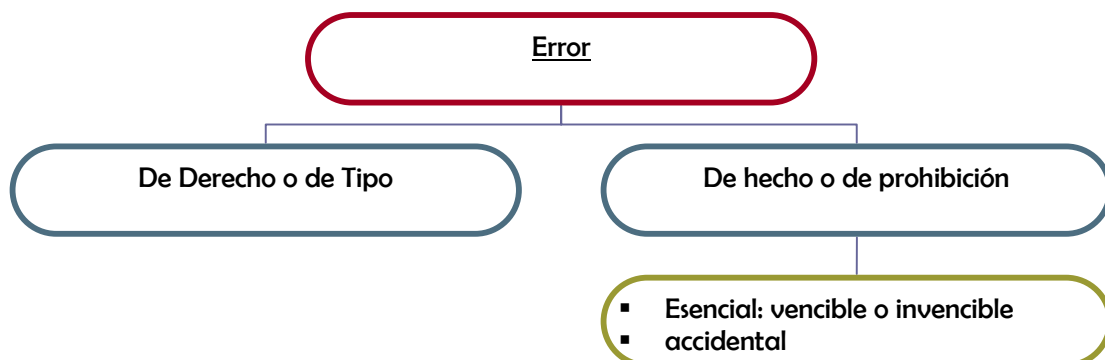 Error
De Derecho o de Tipo
De hecho o de prohibición
▪ Esencial: vencible o invencible
▪ accidental